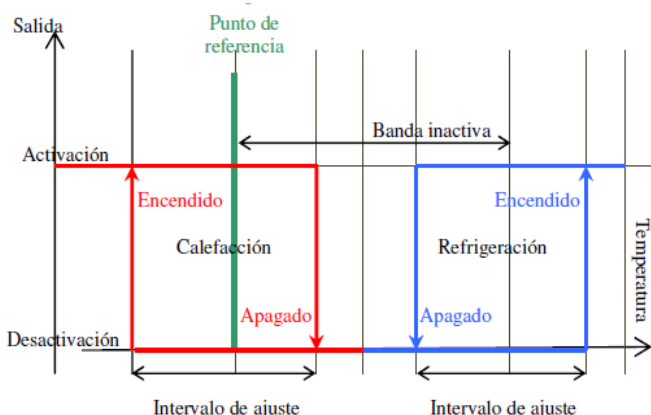 Salida
Punto de
referencia
Banda inactiva
Activación
Encendido
Encendido
Calefacción
Refrigeración
Temperatura
Apagado
Apagado
Desactivación
Intervalo de ajuste
Intervalo de ajuste